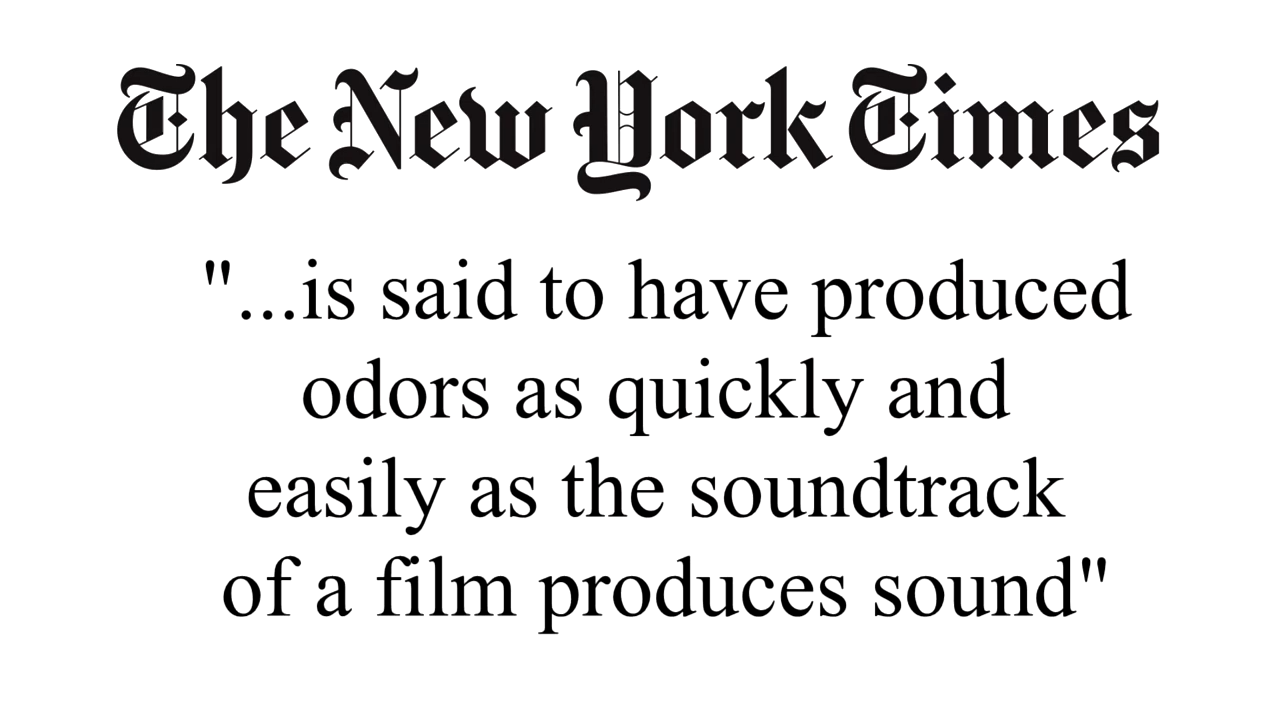 The New York Times
"...is said to have produced
odors as quickly and
easily as the soundtrack
of a film produces sound"